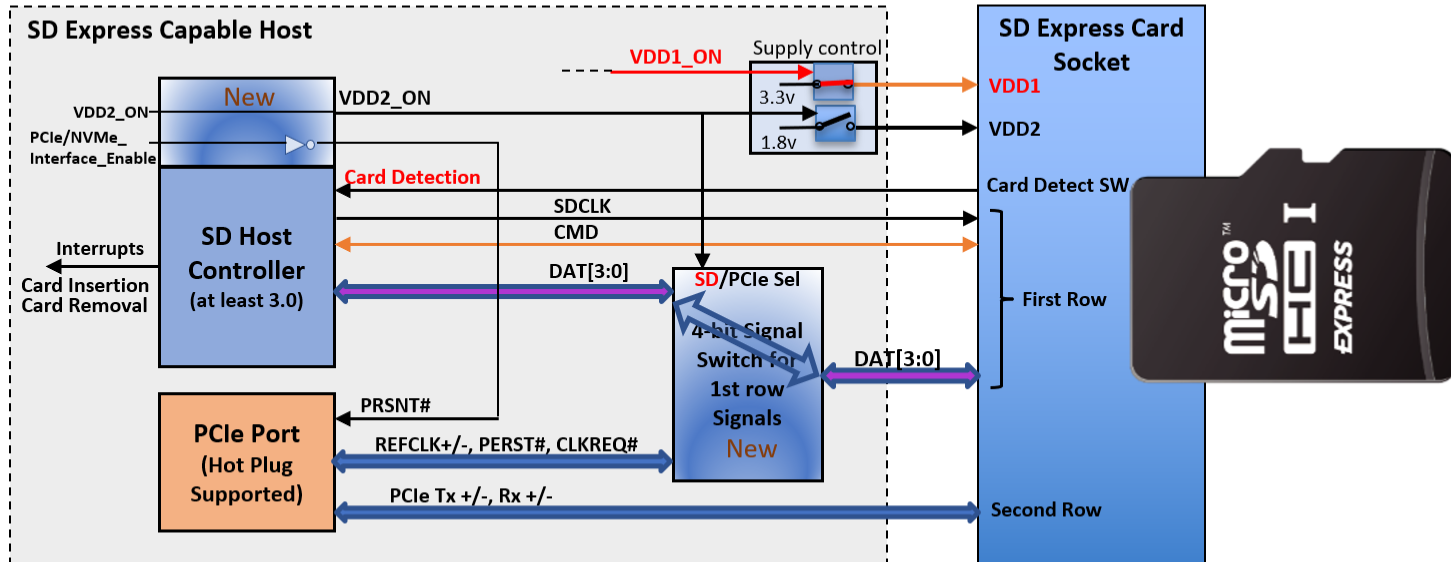 SD Express Capable Host
SD Express Card
Socket
Supply control
VDD1_ON
VDD1
3.3v
New
VDD2_ON
VDD2_ON
VDD2
1.8v
PCIe/NVMe_
Interface_Enable
Card Detection
Card Detect SW
SDCLK
CMD
SD Host
Controller
(at least 3.0)
Interrupts
Card Insertion
Card Removal
DAT[3:0]
SD/PCIe Sel
4-bit Signal
Switch for
1st row
Signals
New
DAT[3:0]
First Row
PRSNT#
PCIe Port
(Hot Plug
Supported)
REFCLK+/-, PERST#, CLKREQ#
PCIe Tx +/-, Rx +/-
Second Row
micro
SD
TM
HC I
EXPRESS